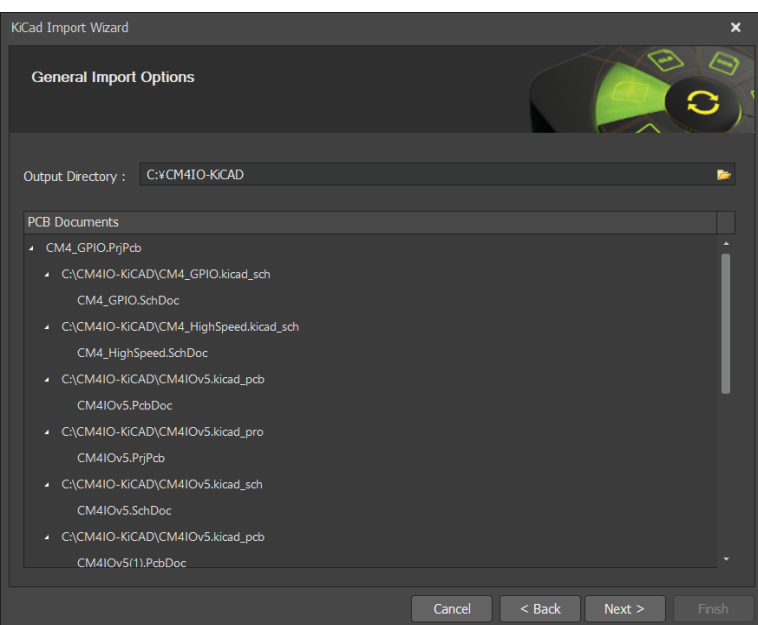 KiCad Import Wizard
General Import Options
Output Directory : C:¥CM4IO-KiCAD
PCB Documents
CM4_GPIO.PrjPcb
C:\CM4IO-KiCAD\CM4_GPIO.kicad_sch
CM4_GPIO.SchDoc
C:\CM4IO-KiCAD\CM4_HighSpeed.kicad_sch
CM4_HighSpeed.SchDoc
C:\CM4IO-KiCAD\CM4IOv5.kicad_pcb
CM4IOv5.PcbDoc
C:\CM4IO-KiCAD\CM4IOv5.kicad_pro
CM4IOv5.PrjPcb
C:\CM4IO-KiCAD\CM4IOv5.kicad_sch
CM4IOv5.SchDoc
C:\CM4IO-KiCAD\CM4IOv5.kicad_pcb
CM4IOv5(1).PcbDoc
Cancel < Back Next > Finish